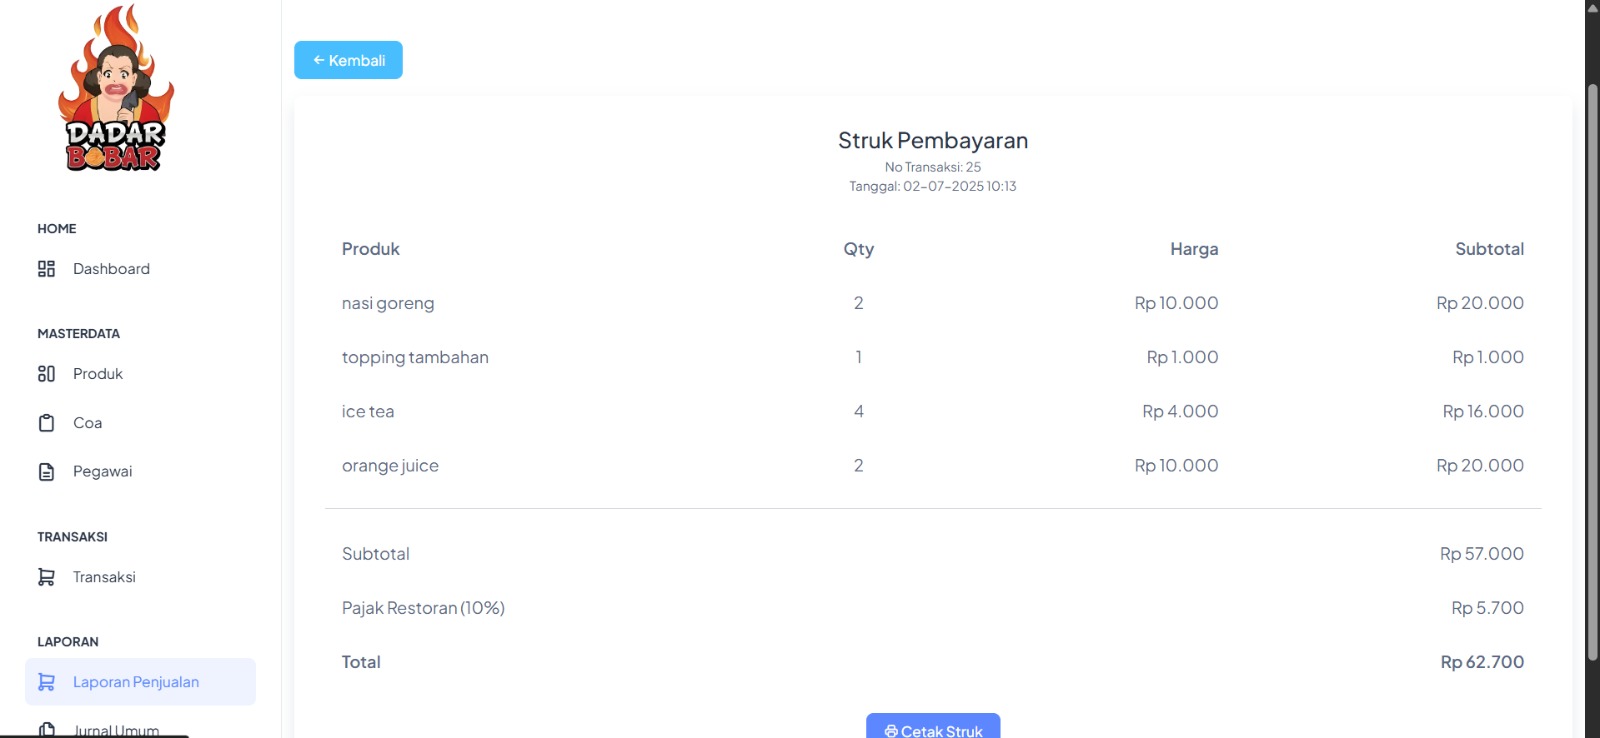 DADAR
BOBAR
HOME
Dashboard
MASTERDATA
Produk
Coa
Pegawai
TRANSAKSI
Transaksi
LAPORAN
Laporan Penjualan
Jurnal Umum
← Kembali
Struk Pembayaran
No Transaksi: 25
Tanggal: 02-07-2025 10:13
Produk Qty Harga Subtotal
nasi goreng 2 Rp 10.000 Rp 20.000
topping tambahan 1 Rp 1.000 Rp 1.000
ice tea 4 Rp 4.000 Rp 16.000
orange juice 2 Rp 10.000 Rp 20.000
Subtotal Rp 57.000
Pajak Restoran (10%) Rp 5.700
Total Rp 62.700
Cetak Struk